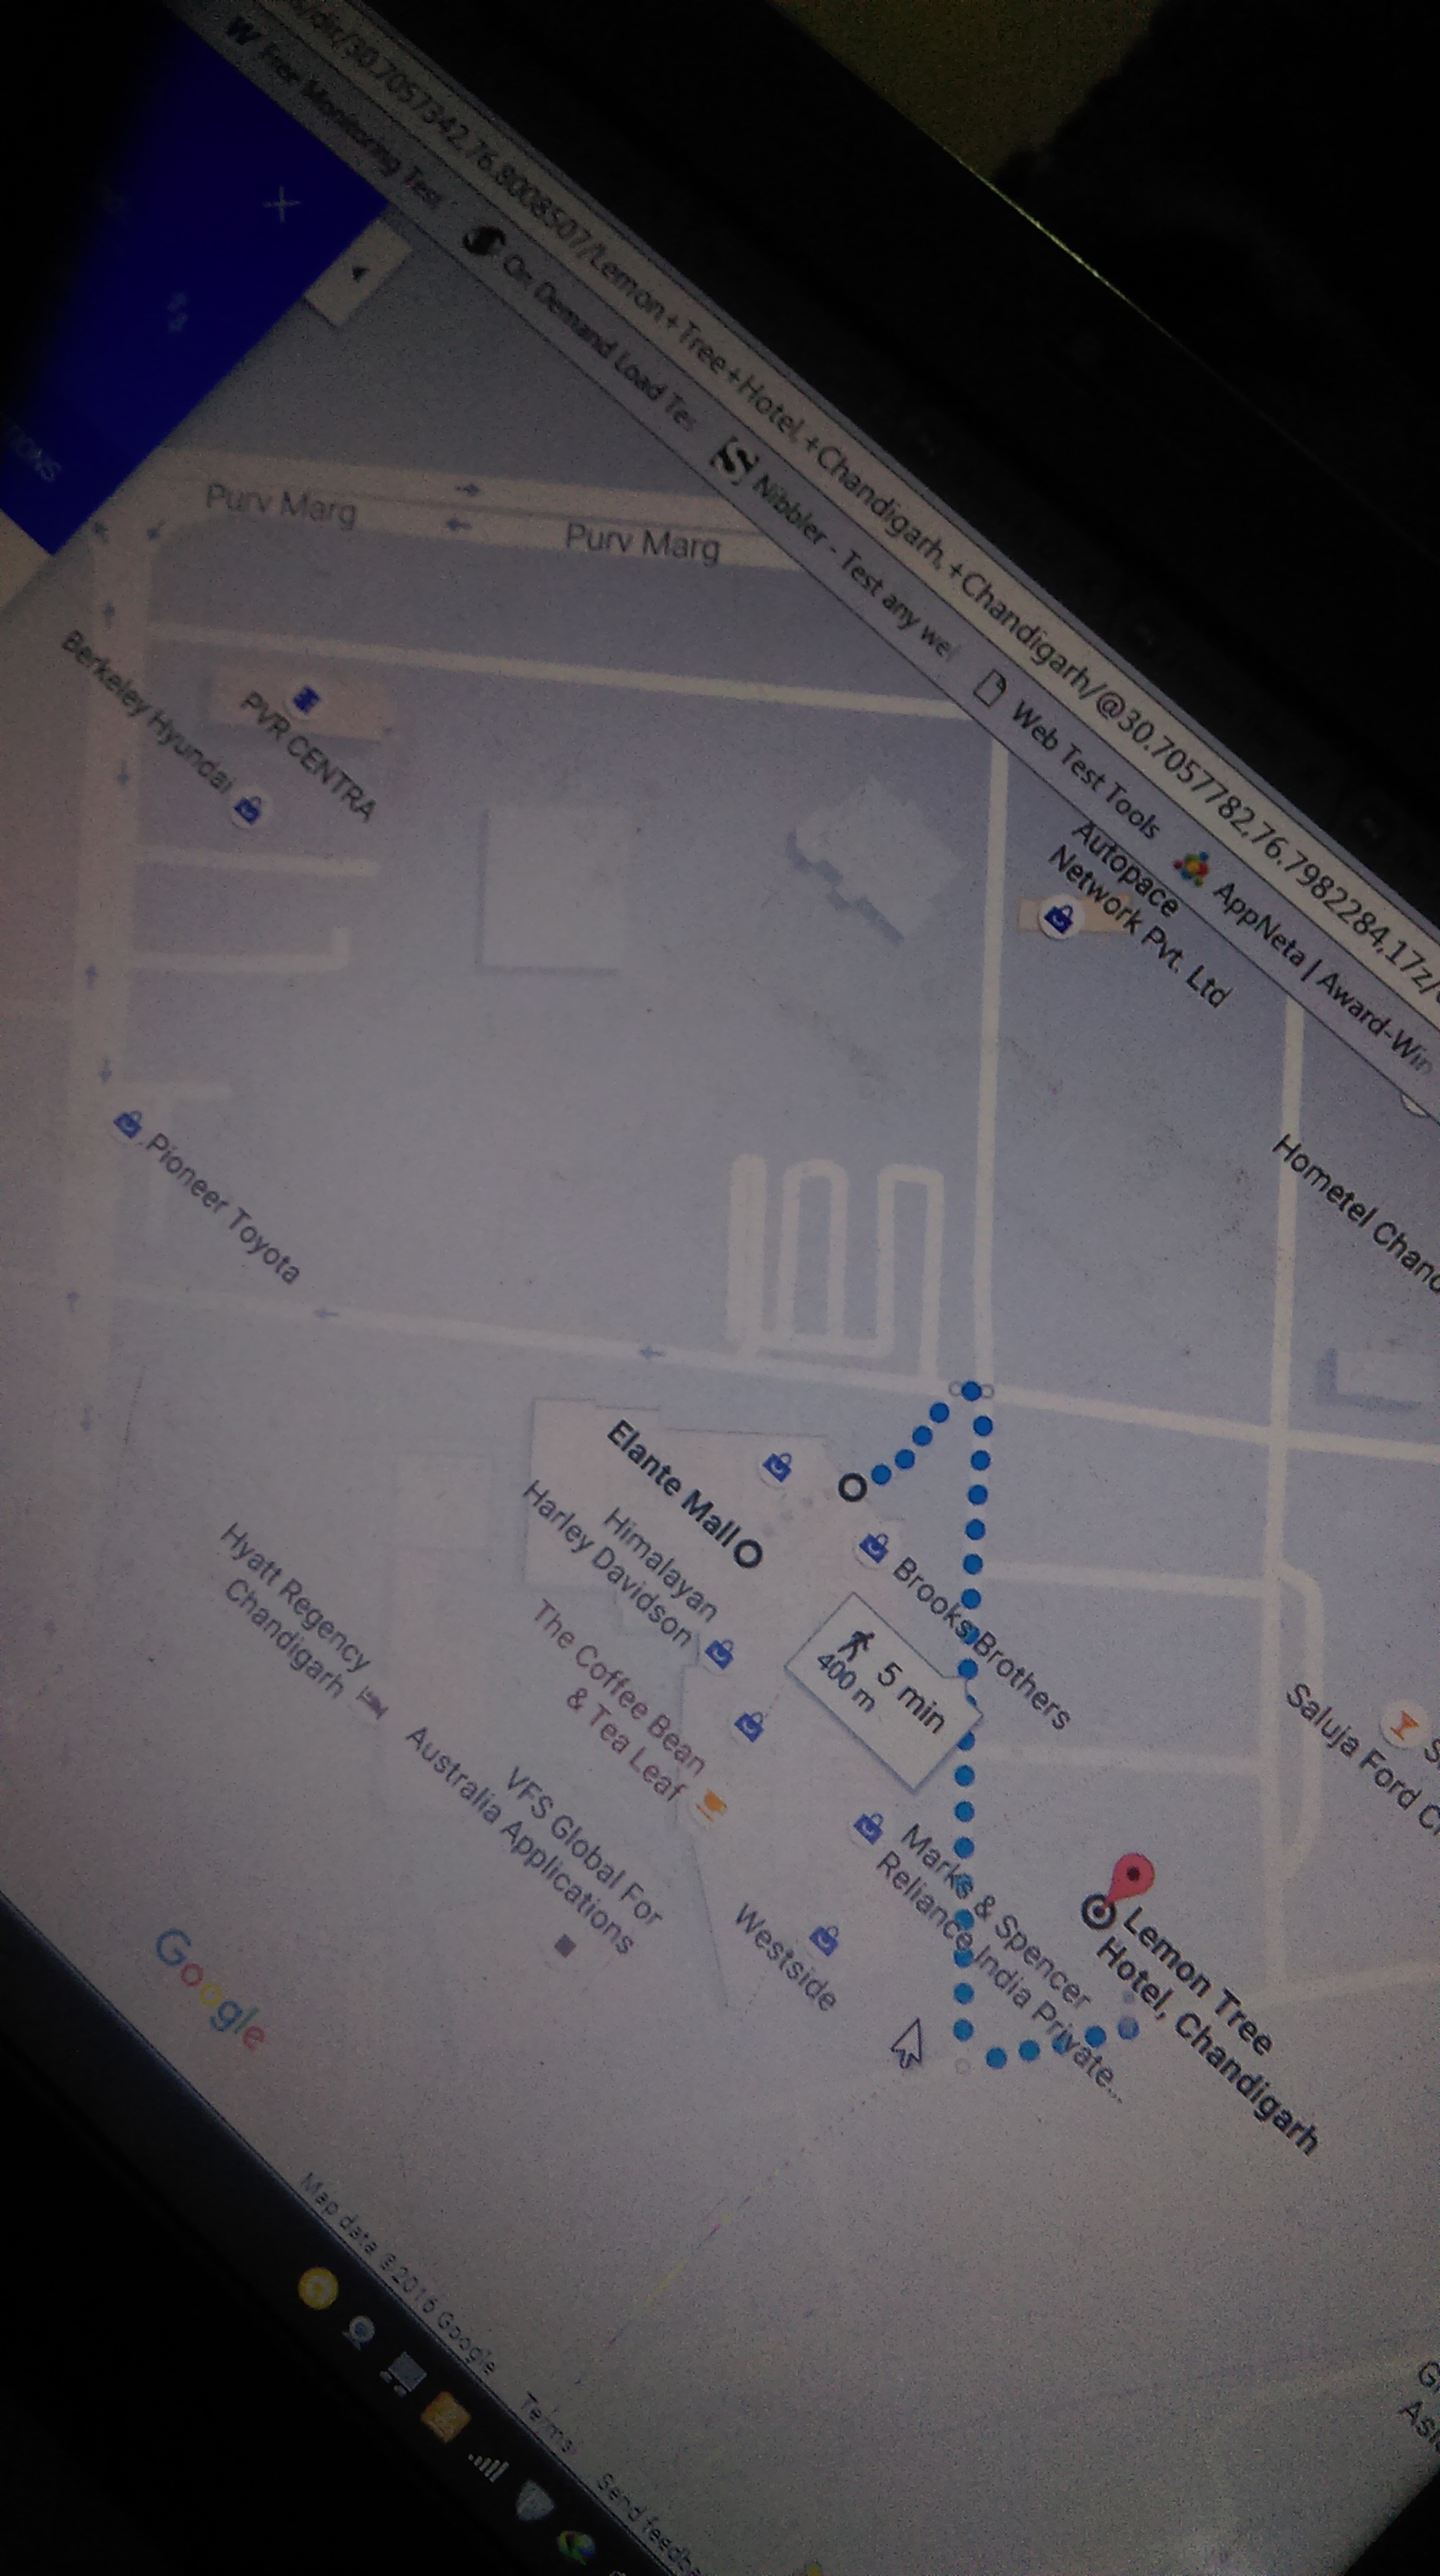 /dir/30.7057342,76.8008507/Lemon+Tree+Hotel,+Chandigarh,+Chandigarh/@30.7057782,76.7982284,17z/
W Free Monitoring Test
On Demand Load Tes
Nibbler - Test any we
Web Test Tools
AppNeta | Award-Win
Purv Marg
Purv Marg
PVR CENTRA
Berkeley Hyundai
Autopace
Network Pvt. Ltd
Hometel Chand
Pioneer Toyota
Elante Mall
Himalayan
Harley Davidson
Brooks Brothers
5 min
400 m
The Coffee Bean
& Tea Leaf
Hyatt Regency
Chandigarh
VFS Global For
Australia Applications
Westside
Marks & Spencer
Reliance India Private...
Saluja Ford C
Lemon Tree
Hotel, Chandigarh
Google
Map data ©2016 Google
Terms
Send feedba